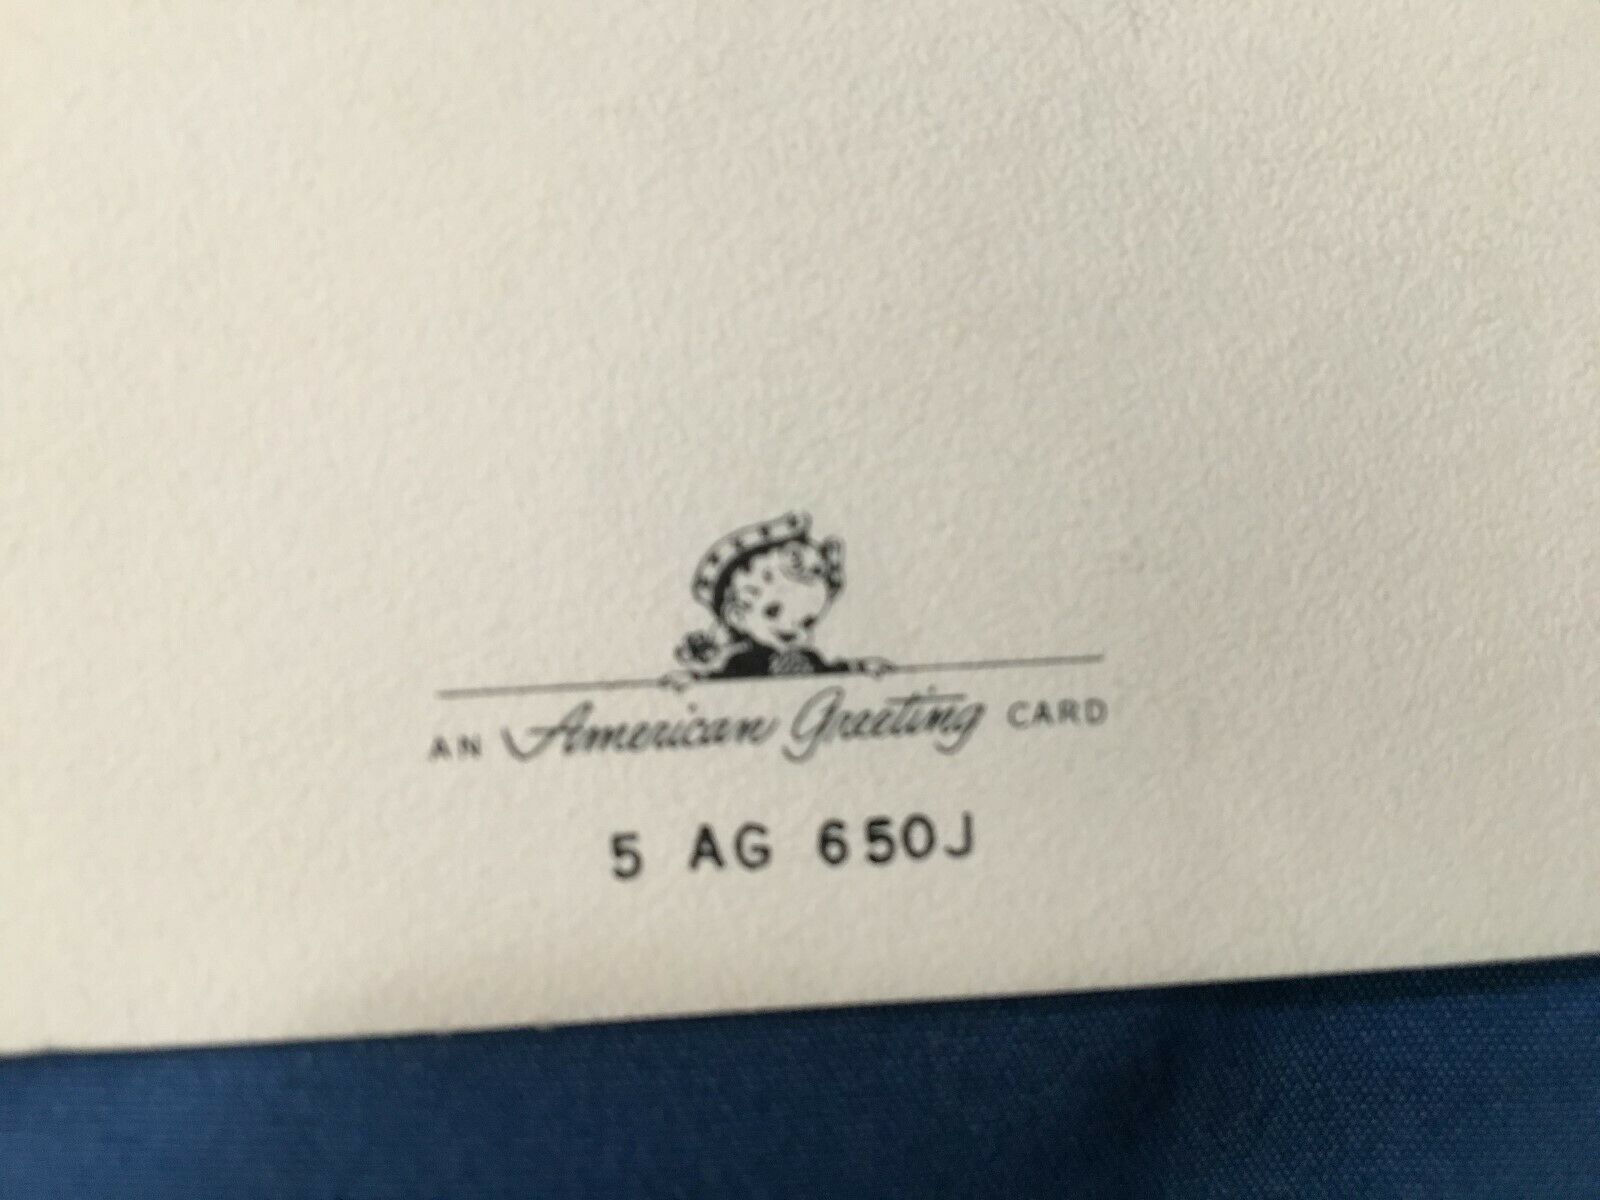 AN American Greeting CARD
5 AG 650J